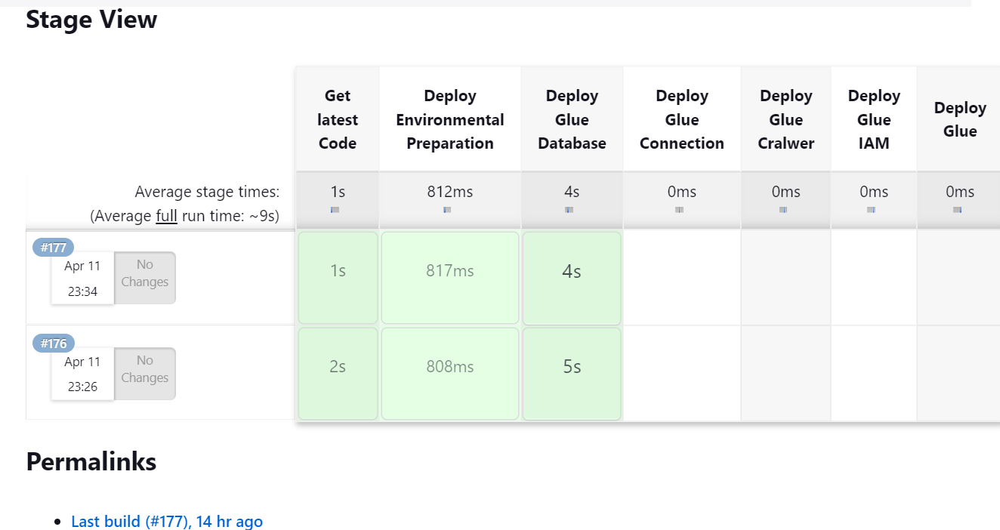 Stage View
Get latest Code
Deploy Environmental Preparation
Deploy Glue Database
Deploy Glue Connection
Deploy Glue Cralwer
Deploy Glue IAM
Deploy Glue
Average stage times:
(Average full run time: ~9s)
1s
812ms
4s
0ms
0ms
0ms
0ms
#177
Apr 11
23:34
No
Changes
1s
817ms
4s
#176
Apr 11
23:26
No
Changes
2s
808ms
5s
Permalinks
Last build (#177), 14 hr ago